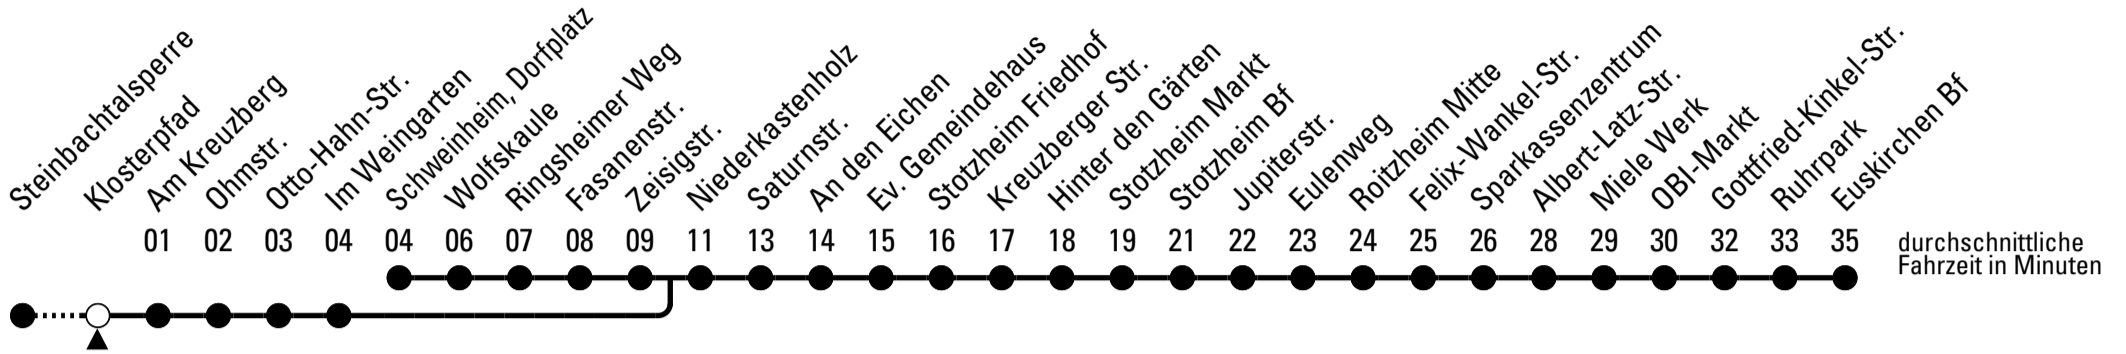 Steinbachtalsperre
Klosterpfad
Am Kreuzberg
Ohmstr.
Otto-Hahn-Str.
Im Weingarten
Schweinheim, Dorfplatz
Wolfskaule
Ringsheimer Weg
Fasanenstr.
Zeisigstr.
Niederkastenholz
Saturnstr.
An den Eichen
Ev. Gemeindehaus
Stotzheim Friedhof
Kreuzberger Str.
Hinter den Gärten
Stotzheim Markt
Stotzheim Bf
Jupiterstr.
Eulenweg
Roitzheim Mitte
Felix-Wankel-Str.
Sparkassenzentrum
Albert-Latz-Str.
Miele Werk
OBI-Markt
Gottfried-Kinkel-Str.
Ruhrpark
Euskirchen Bf
01 02 03 04 04 06 07 08 09 11 13 14 15 16 17 18 19 21 22 23 24 25 26 28 29 30 32 33 35
durchschnittliche
Fahrzeit in Minuten